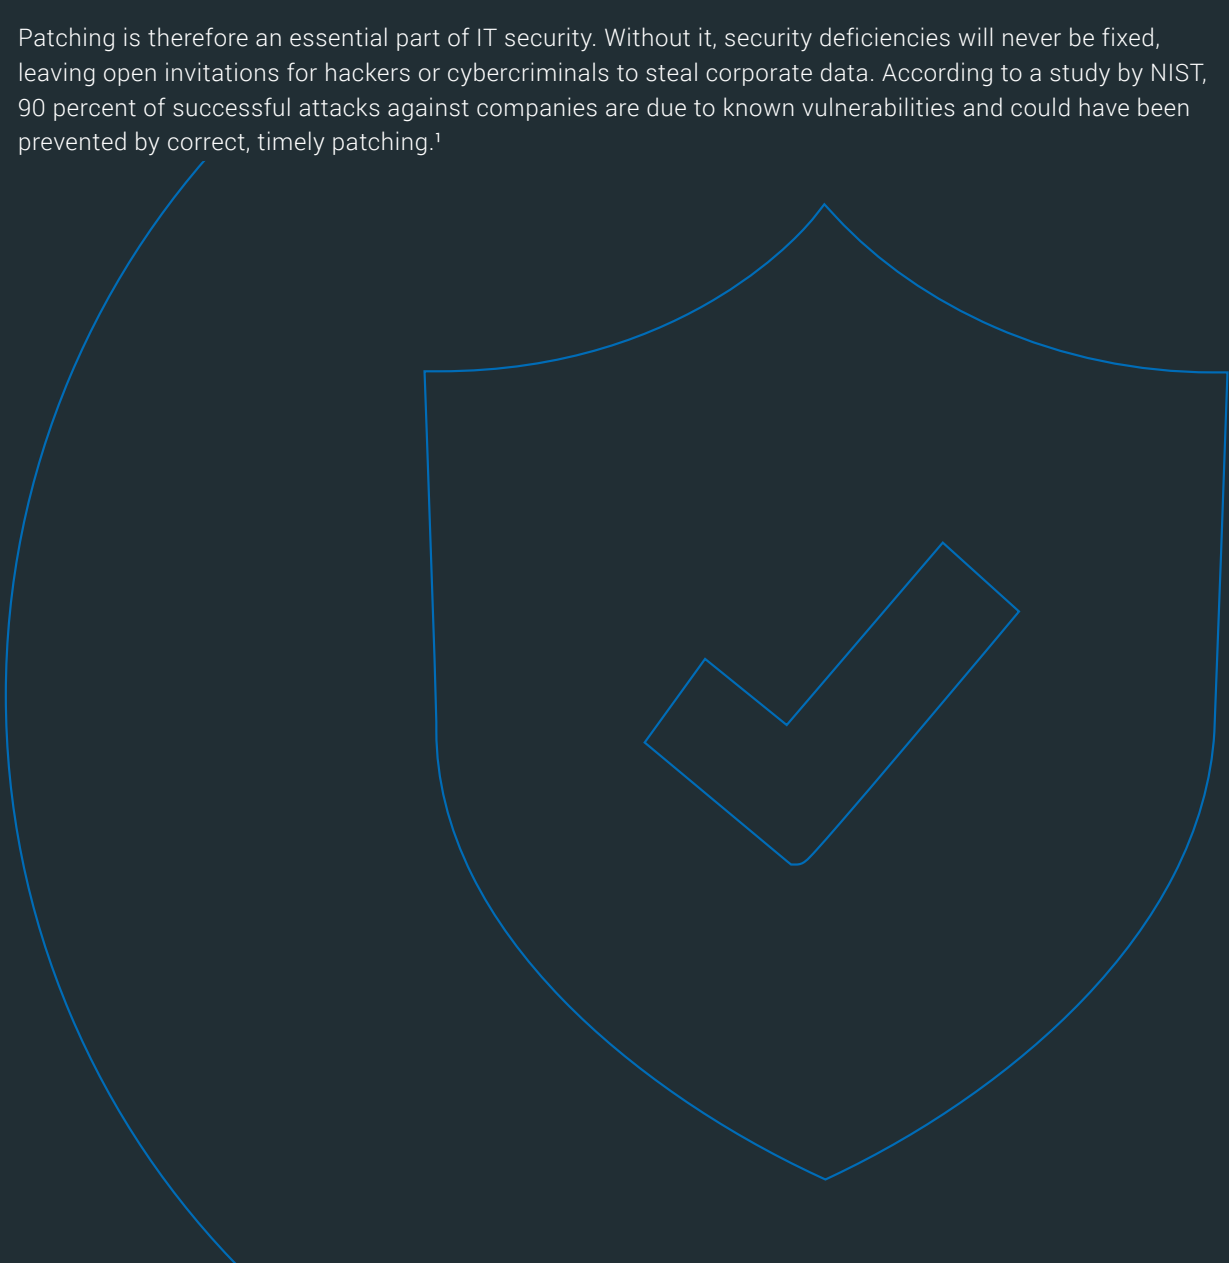 Patching is therefore an essential part of IT security. Without it, security deficiencies will never be fixed,
leaving open invitations for hackers or cybercriminals to steal corporate data. According to a study by NIST,
90 percent of successful attacks against companies are due to known vulnerabilities and could have been
prevented by correct, timely patching.¹